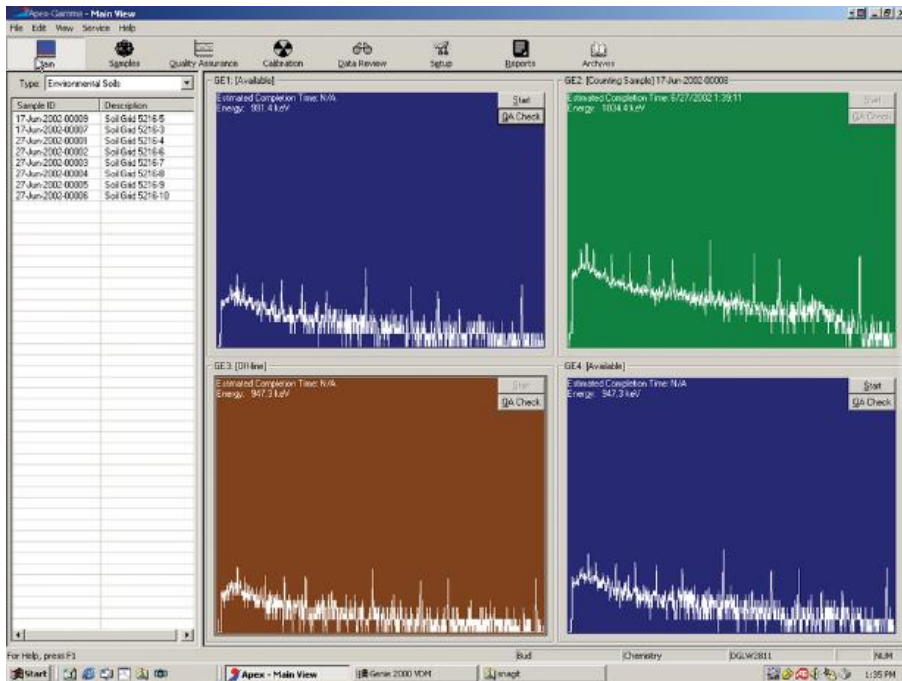 Apex-Gamma - Main View
File Edit View Service Help
Main Samples Quality Assurance Calibration Data Review Setup Reports Archives
Type: Environmental Soils
Sample ID Description
17-Jun-2002-00009 Soil Grid 5216-5
17-Jun-2002-00007 Soil Grid 5216-3
27-Jun-2002-00001 Soil Grid 5216-4
27-Jun-2002-00002 Soil Grid 5216-6
27-Jun-2002-00003 Soil Grid 5216-7
27-Jun-2002-00004 Soil Grid 5216-8
27-Jun-2002-00005 Soil Grid 5216-9
27-Jun-2002-00006 Soil Grid 5216-10
GE1: [Available]
Estimated Completion Time: N/A
Energy: 991.4 keV
Start
QA Check
GE2: [Counting Sample] 17-Jun-2002-00008
Estimated Completion Time: 6/27/2002 1:39:11
Energy: 1034.4 keV
Start
QA Check
GE3: [Off-line]
Estimated Completion Time: N/A
Energy: 947.3 keV
Start
QA Check
GE4: [Available]
Estimated Completion Time: N/A
Energy: 947.3 keV
Start
QA Check
For Help, press F1 Bud Chemistry DGLW2811 NUM
Start Apex - Main View Genie 2000 VDM snagit 1:35 PM